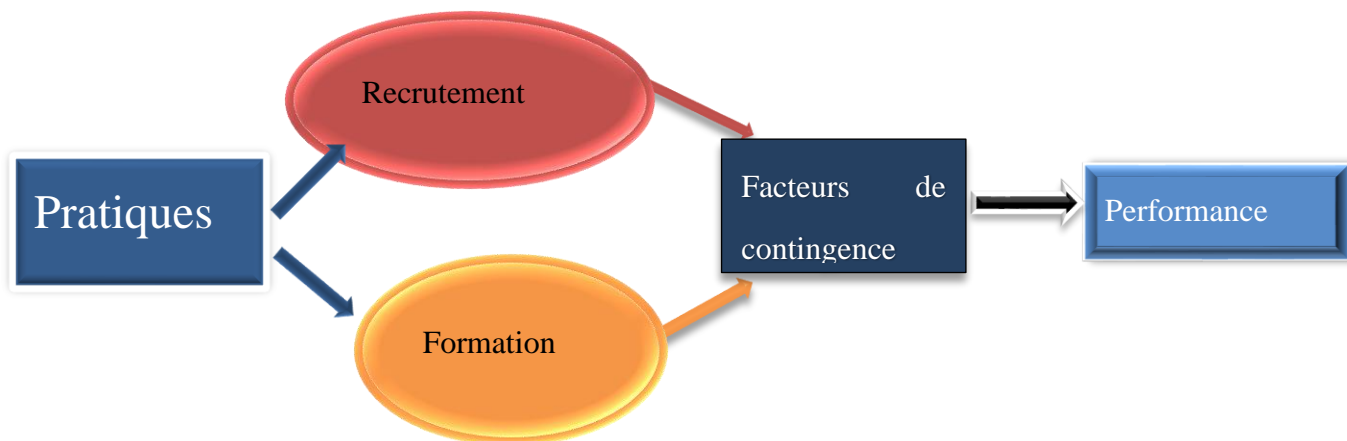 Recrutement
Pratiques
Facteurs de
contingence
Performance
Formation